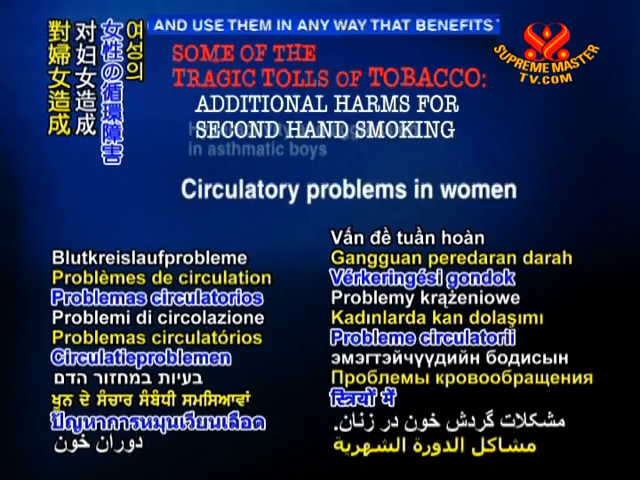 AND USE THEM IN ANY WAY THAT BENEFITS
SUPREME MASTER
TV.COM
SOME OF THE
TRAGIC TOLLS OF TOBACCO:
ADDITIONAL HARMS FOR
SECOND HAND SMOKING
in asthmatic boys
Circulatory problems in women
對婦女造成
对妇女造成
女性の循環障害
여성의
Blutkreislaufprobleme
Problèmes de circulation
Problemas circulatorios
Problemi di circolazione
Problemas circulatórios
Circulatieproblemen
בעיות במחזור הדם
ਖੂਨ ਦੇ ਸੰਚਾਰ ਸੰਬੰਧੀ ਸਮਸਿਆਵਾਂ
ปัญหาการหมุนเวียนเลือด
دوران خون
Vấn đề tuần hoàn
Gangguan peredaran darah
Vérkeringési gondok
Problemy krążeniowe
Kadınlarda kan dolaşımı
Probleme circulatorii
эмэгтэйчүүдийн бодисын
Проблемы кровообращения
स्त्रियों में
مشکلات گردش خون در زنان.
مشاكل الدورة الشهرية